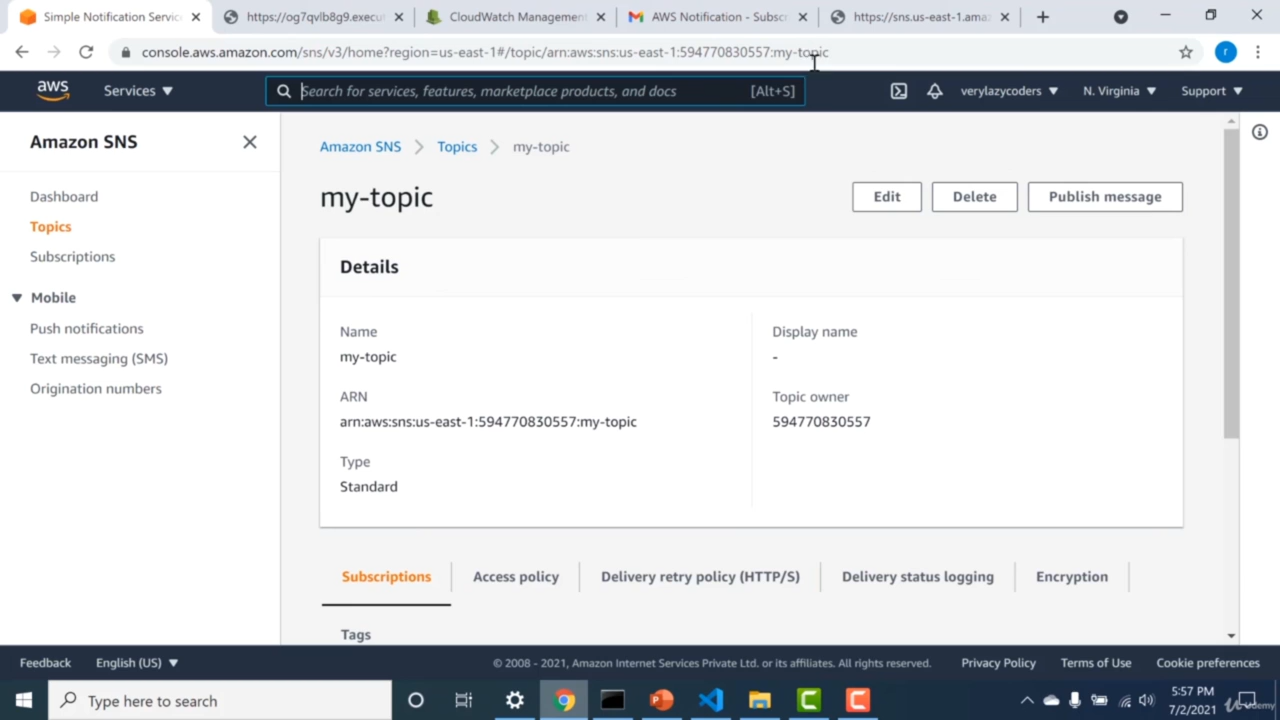 Simple Notification Servic
https://og7qvlb8g9.execut
CloudWatch Management
AWS Notification - Subscr
https://sns.us-east-1.amaz
console.aws.amazon.com/sns/v3/home?region=us-east-1#/topic/arn:aws:sns:us-east-1:594770830557:my-topic
r
aws
Services
Search for services, features, marketplace products, and docs
[Alt+S]
verylazycoders
N. Virginia
Support
Amazon SNS
Dashboard
Topics
Subscriptions
Mobile
Push notifications
Text messaging (SMS)
Origination numbers
Amazon SNS
Topics
my-topic
my-topic
Edit
Delete
Publish message
Details
Name
my-topic
Display name
-
ARN
arn:aws:sns:us-east-1:594770830557:my-topic
Topic owner
594770830557
Type
Standard
Subscriptions
Access policy
Delivery retry policy (HTTP/S)
Delivery status logging
Encryption
Tags
Feedback
English (US)
© 2008 - 2021, Amazon Internet Services Private Ltd. or its affiliates. All rights reserved.
Privacy Policy
Terms of Use
Cookie preferences
Type here to search
5:57 PM
7/2/2021
Udemy